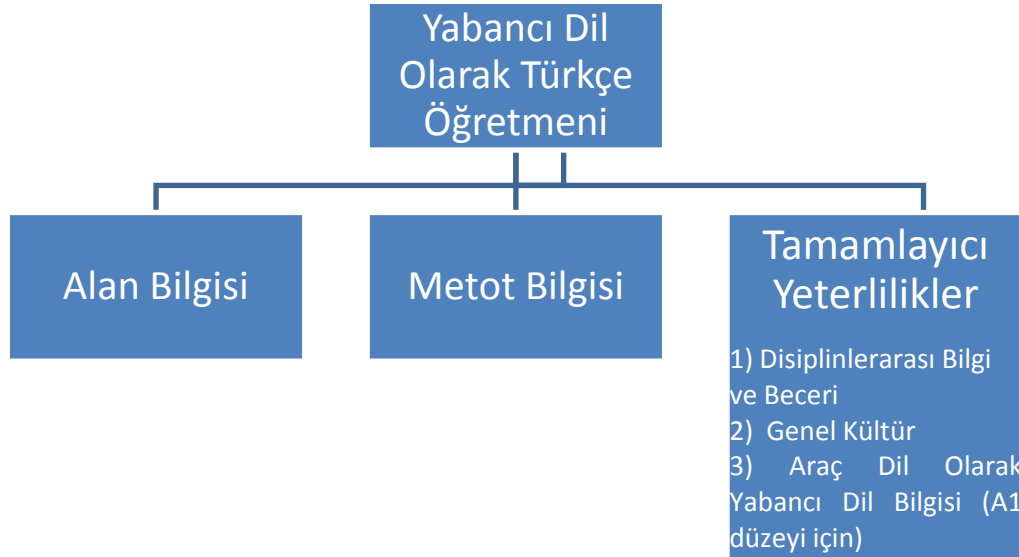 Yabancı Dil
Olarak Türkçe
Öğretmeni
Alan Bilgisi
Metot Bilgisi
Tamamlayıcı
Yeterlilikler
1) Disiplinlerarası Bilgi
ve Beceri
2) Genel Kültür
3) Araç Dil Olarak
Yabancı Dil Bilgisi (A1
düzeyi için)